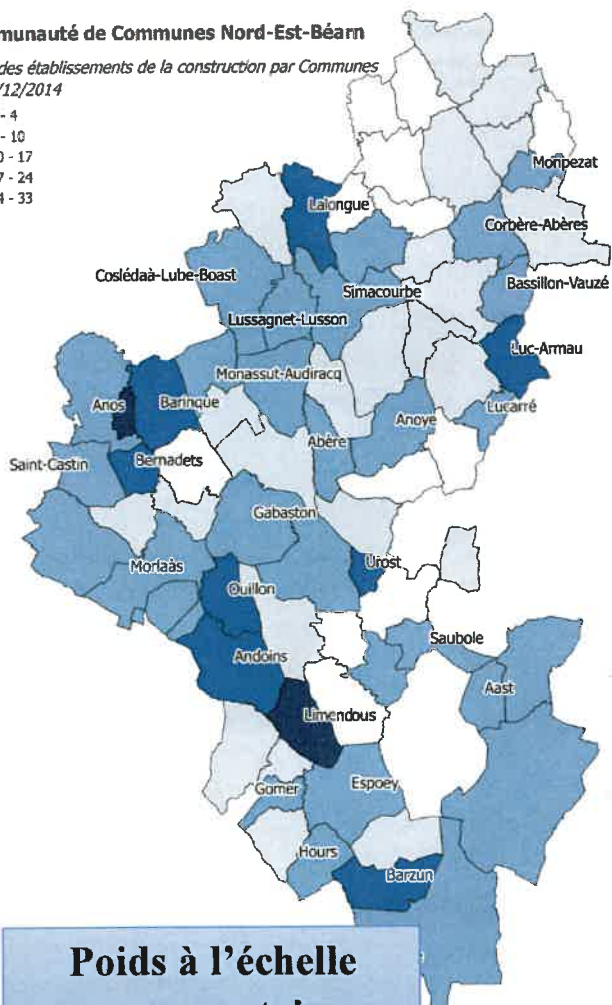 munauté de Communes Nord-Est-Béarn
des établissements de la construction par Communes
/12/2014
- 4
- 10
0 - 17
7 - 24
4 - 33
Monpezat
Lalongue
Corbère-Abères
Coslédaà-Lube-Boast
Simacourbe
Bassillon-Vauzé
Lussagnet-Lusson
Luc-Armau
Monassut-Audiracq
Anos
Barinque
Lucarré
Anoye
Abère
Saint-Castin
Bernadets
Gabaston
Morlaàs
Urost
Ouillon
Saubole
Andoins
Aast
Limendous
Gomer
Espoey
Hours
Barzun
Poids à l'échelle